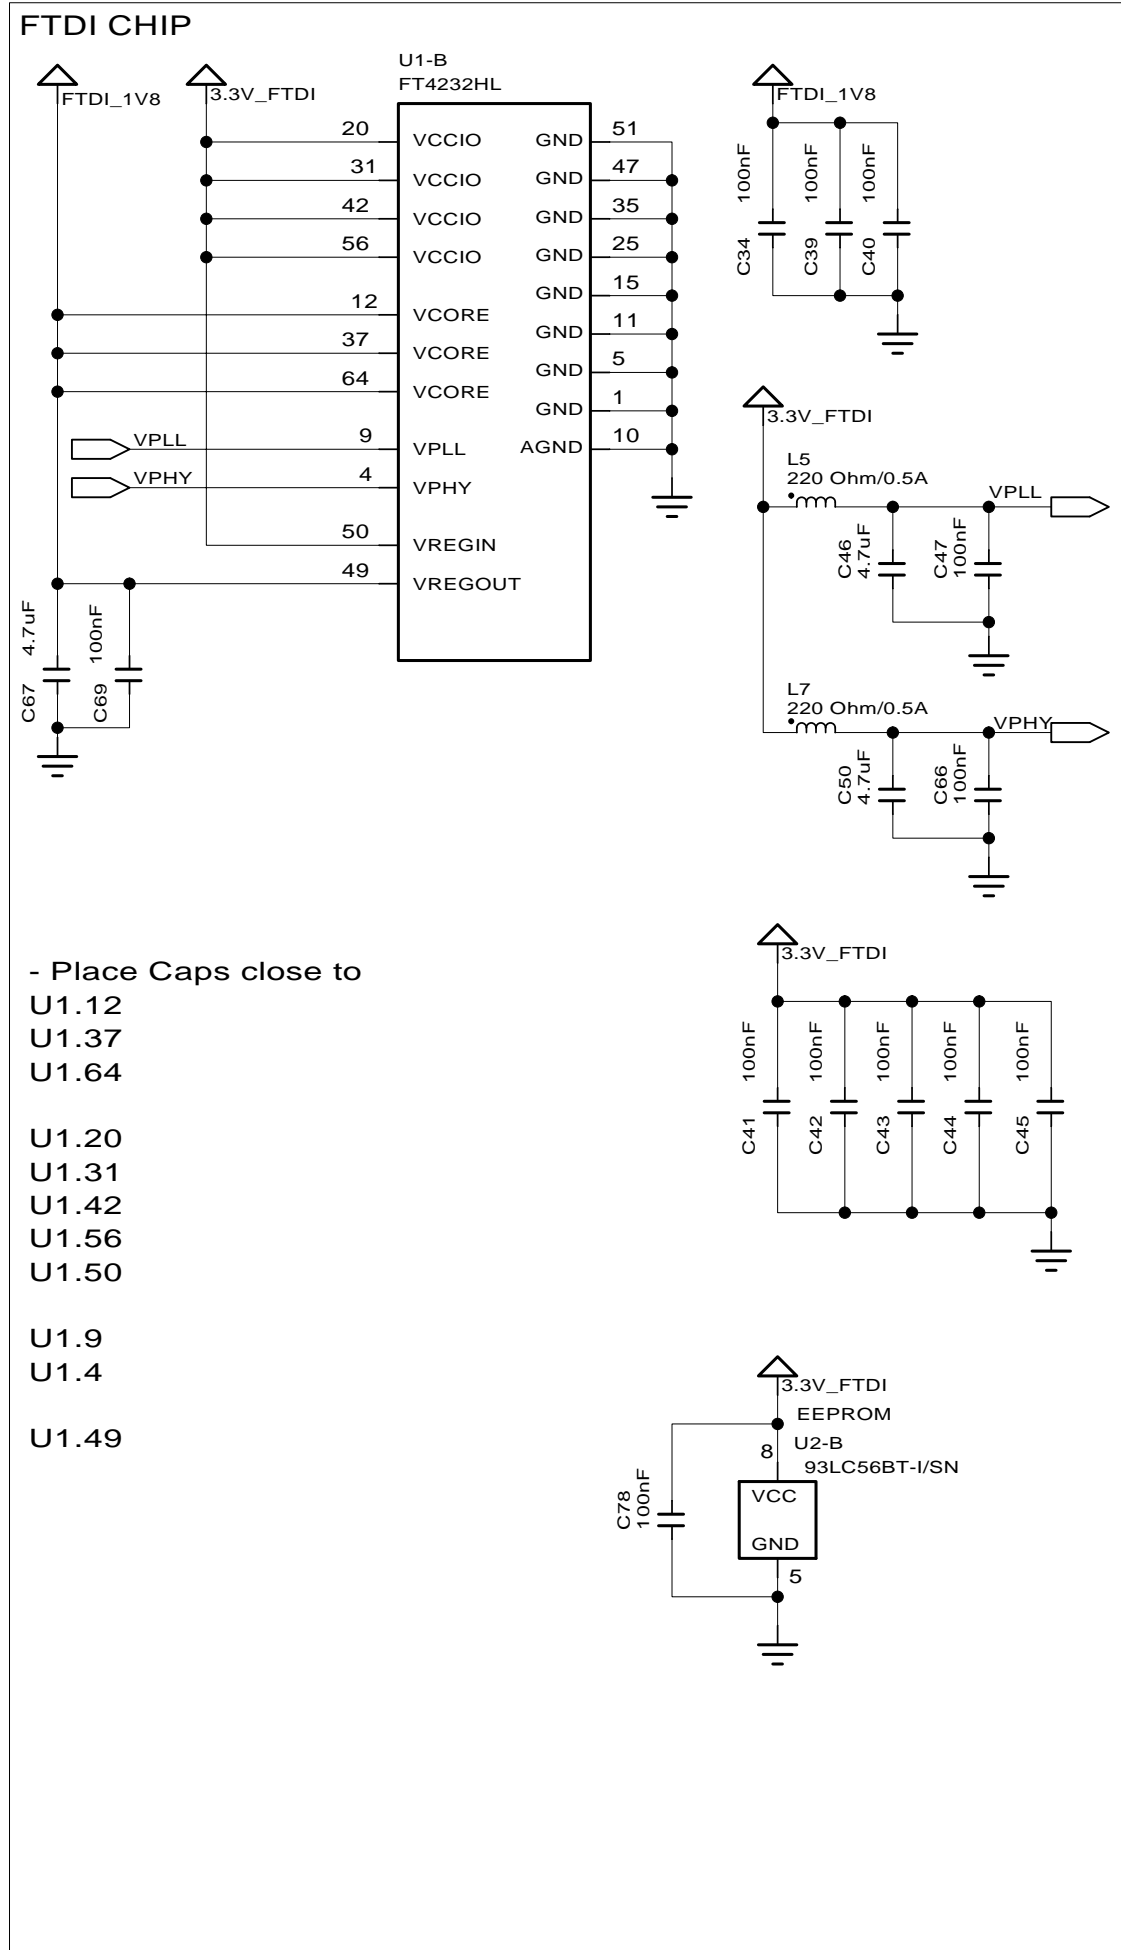 FTDI CHIP
FTDI_1V8
3.3V_FTDI
U1-B
FT4232HL
20 VCCIO GND 51
31 VCCIO GND 47
42 VCCIO GND 35
56 VCCIO GND 25
GND 15
12 VCORE GND 11
37 VCORE GND 5
64 VCORE GND 1
VPLL 9 VPLL AGND 10
VPHY 4 VPHY
50 VREGIN
49 VREGOUT
C67 4.7uF
C69 100nF
FTDI_1V8
C34 100nF
C39 100nF
C40 100nF
3.3V_FTDI
L5
220 Ohm/0.5A
VPLL
C46
4.7uF
C47
100nF
L7
220 Ohm/0.5A
VPHY
C50
4.7uF
C66
100nF
- Place Caps close to
U1.12
U1.37
U1.64
U1.20
U1.31
U1.42
U1.56
U1.50
U1.9
U1.4
U1.49
3.3V_FTDI
C41 100nF
C42 100nF
C43 100nF
C44 100nF
C45 100nF
3.3V_FTDI
EEPROM
8 U2-B
93LC56BT-I/SN
VCC
GND
5
C78
100nF